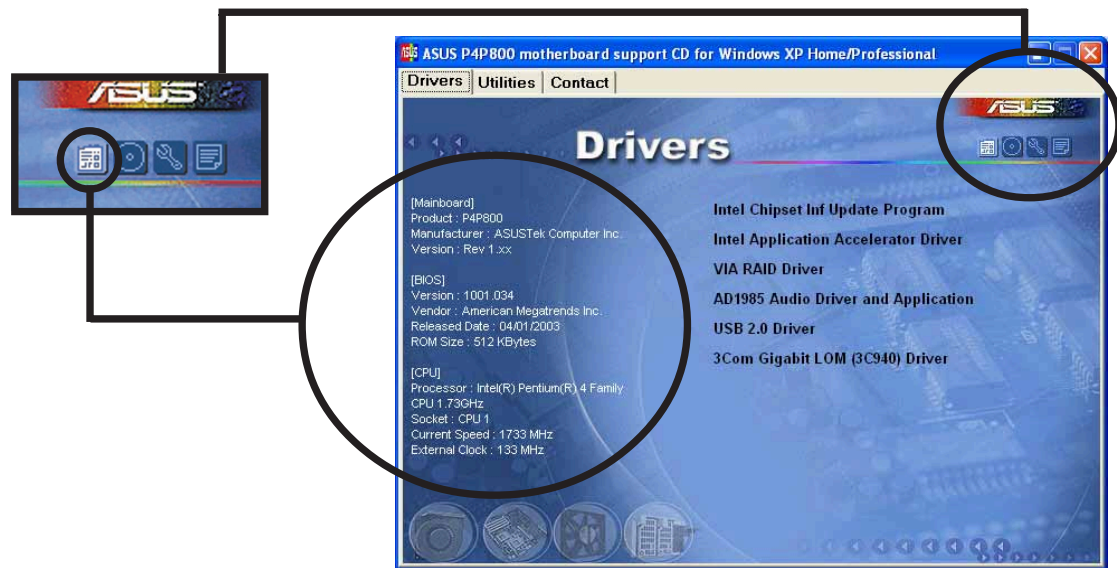 ASUS
ASUS P4P800 motherboard support CD for Windows XP Home/Professional
Drivers Utilities Contact
ASUS
Drivers
[Mainboard]
Product : P4P800
Manufacturer : ASUSTek Computer Inc.
Version : Rev 1.xx
[BIOS]
Version : 1001.034
Vendor : American Megatrends Inc.
Released Date : 04/01/2003
ROM Size : 512 KBytes
[CPU]
Processor : Intel(R) Pentium(R) 4 Family
CPU 1.73GHz
Socket : CPU 1
Current Speed : 1733 MHz
External Clock : 133 MHz
Intel Chipset Inf Update Program
Intel Application Accelerator Driver
VIA RAID Driver
AD1985 Audio Driver and Application
USB 2.0 Driver
3Com Gigabit LOM (3C940) Driver